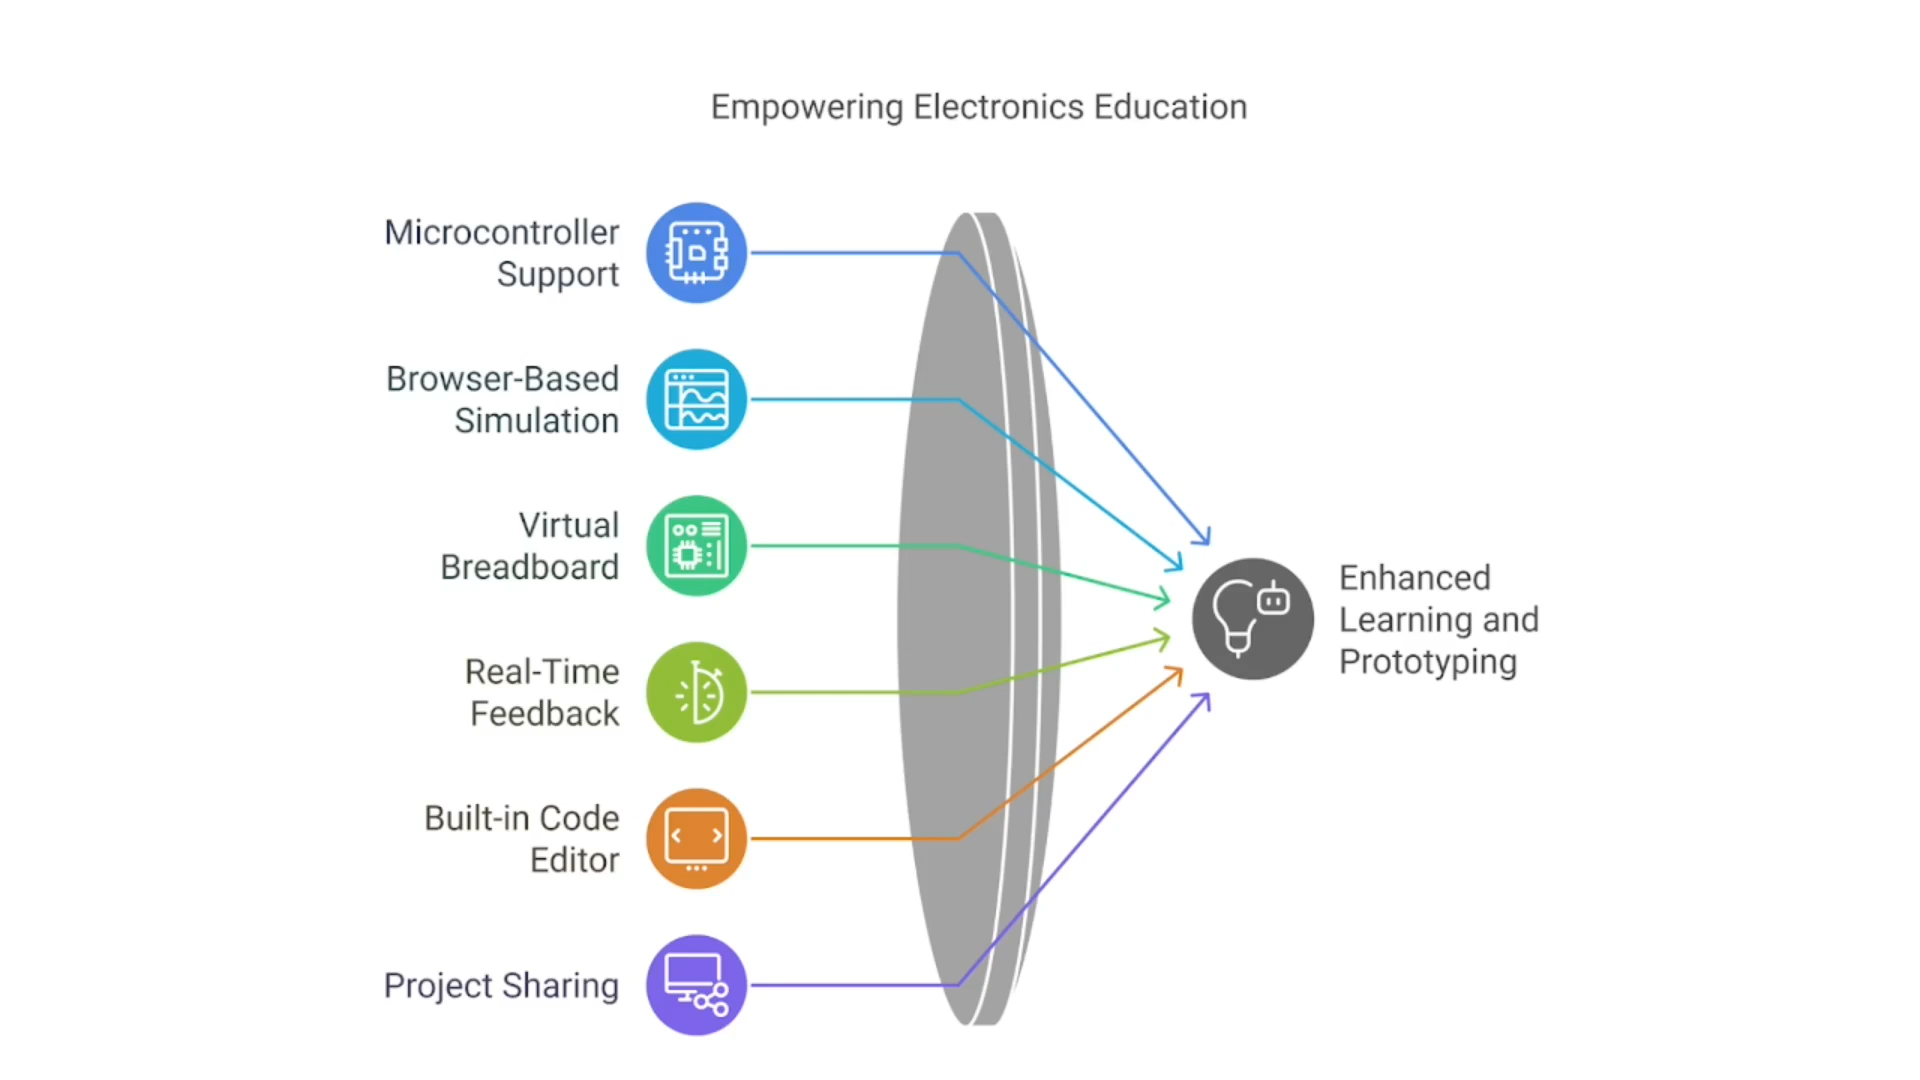 Empowering Electronics Education
Microcontroller
Support
Browser-Based
Simulation
Virtual
Breadboard
Real-Time
Feedback
Built-in Code
Editor
Project Sharing
Enhanced
Learning and
Prototyping